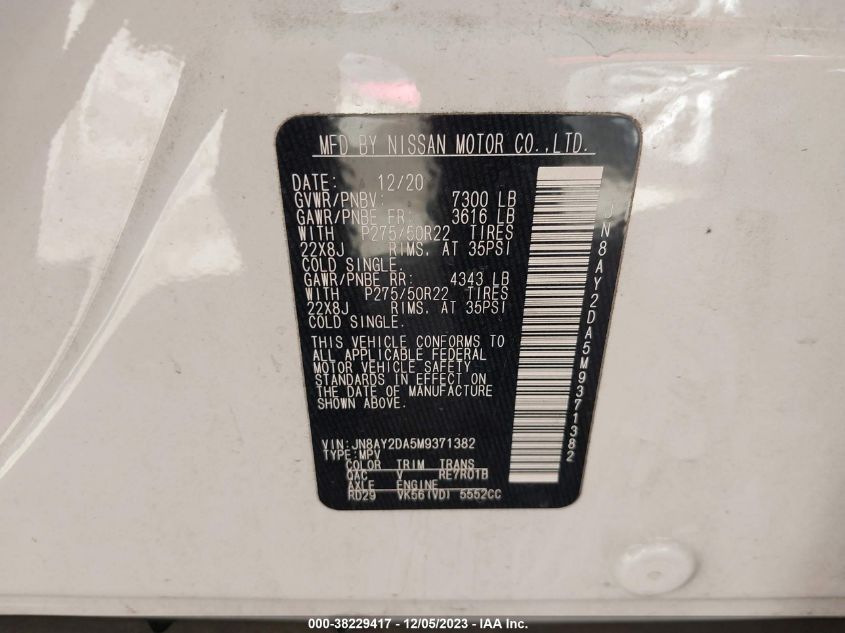 MFD BY NISSAN MOTOR CO.,LTD.
DATE: 12/20
GVWR/PNBV: 7300 LB
GAWR/PNBE FR: 3616 LB
WITH P275/50R22 TIRES
22X8J RIMS. AT 35PSI
COLD SINGLE.
GAWR/PNBE RR: 4343 LB
WITH P275/50R22 TIRES
22X8J RIMS. AT 35PSI
COLD SINGLE.
THIS VEHICLE CONFORMS TO
ALL APPLICABLE FEDERAL
MOTOR VEHICLE SAFETY
STANDARDS IN EFFECT ON
THE DATE OF MANUFACTURE
SHOWN ABOVE.
VIN:JN8AY2DA5M9371382
TYPE:MPV
COLOR TRIM TRANS
QAC V RE7R01B
AXLE ENGINE
RD29 VK56(VD) 5552CC
JN8AY2DA5M9371382
000-38229417 - 12/05/2023 - IAA Inc.